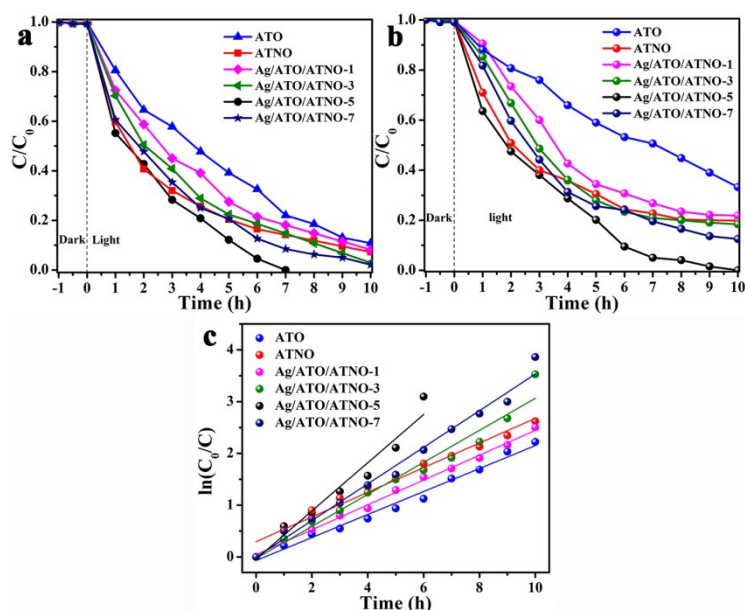 a
ATO
ATNO
Ag/ATO/ATNO-1
Ag/ATO/ATNO-3
Ag/ATO/ATNO-5
Ag/ATO/ATNO-7
C/C0
1.0
0.8
0.6
0.4
0.2
0.0
Dark
Light
-1 0 1 2 3 4 5 6 7 8 9 10
Time (h)
b
ATO
ATNO
Ag/ATO/ATNO-1
Ag/ATO/ATNO-3
Ag/ATO/ATNO-5
Ag/ATO/ATNO-7
C/C0
1.0
0.8
0.6
0.4
0.2
0.0
Dark
light
-1 0 1 2 3 4 5 6 7 8 9 10
Time (h)
c
ATO
ATNO
Ag/ATO/ATNO-1
Ag/ATO/ATNO-3
Ag/ATO/ATNO-5
Ag/ATO/ATNO-7
ln(C0/C)
4
3
2
1
0
0 2 4 6 8 10
Time (h)